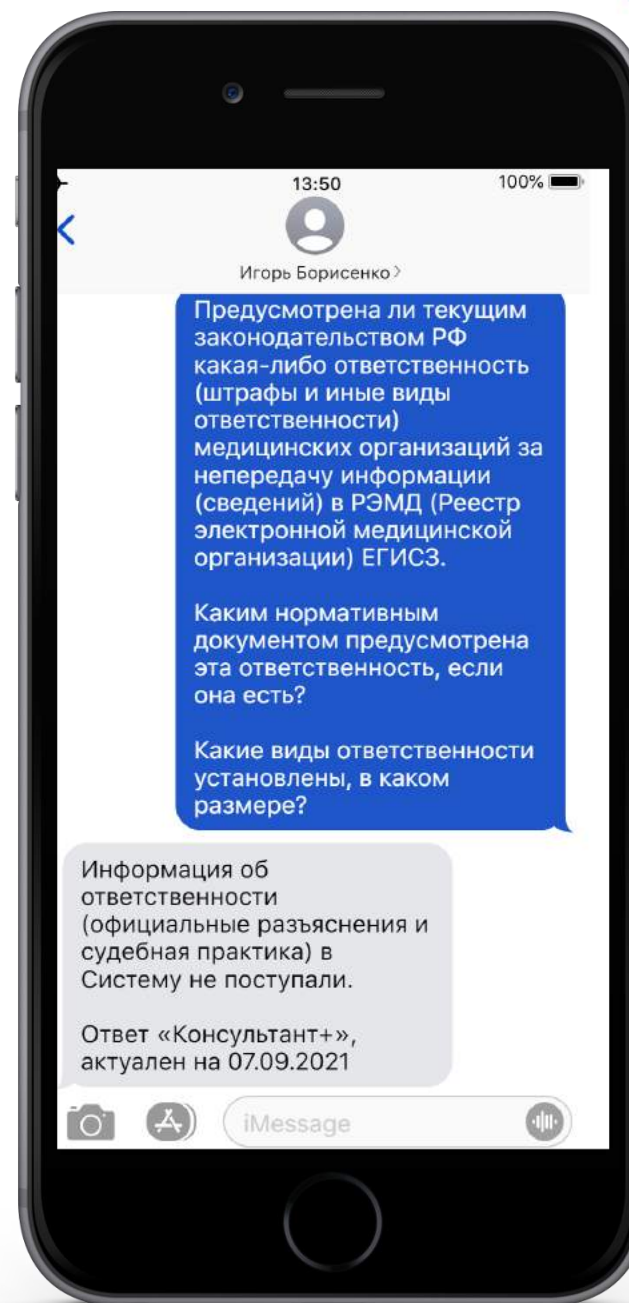 13:50
100%
Игорь Борисенко >
Предусмотрена ли текущим
законодательством РФ
какая-либо ответственность
(штрафы и иные виды
ответственности)
медицинских организаций за
непередачу информации
(сведений) в РЭМД (Реестр
электронной медицинской
организации) ЕГИСЗ.
Каким нормативным
документом предусмотрена
эта ответственность, если
она есть?
Какие виды ответственности
установлены, в каком
размере?
Информация об
ответственности
(официальные разъяснения и
судебная практика) в
Систему не поступали.
Ответ «Консультант+»,
актуален на 07.09.2021
iMessage